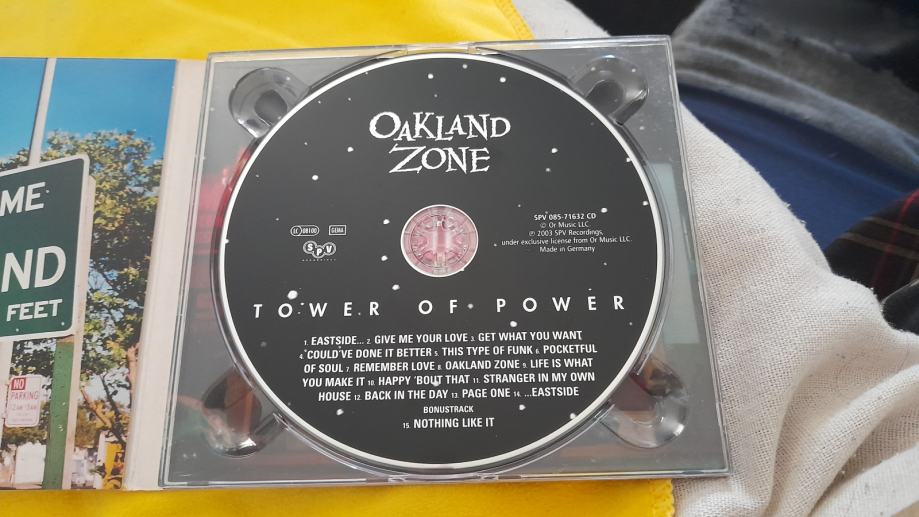 ME
ND
FEET
NO
PARKING
OAKLAND
ZONE
LC 08100 GEMA
SPV
RECORDINGS
SPV 085-71632 CD
© Or Music LLC
℗ 2003 SPV Recordings,
under exclusive license from Or Music LLC.
Made in Germany
TOWER OF POWER
1. EASTSIDE... 2. GIVE ME YOUR LOVE 3. GET WHAT YOU WANT
4. COULD'VE DONE IT BETTER 5. THIS TYPE OF FUNK 6. POCKETFUL
OF SOUL 7. REMEMBER LOVE 8. OAKLAND ZONE 9. LIFE IS WHAT
YOU MAKE IT 10. HAPPY 'BOUT THAT 11. STRANGER IN MY OWN
HOUSE 12. BACK IN THE DAY 13. PAGE ONE 14. ...EASTSIDE
BONUSTRACK
15. NOTHING LIKE IT